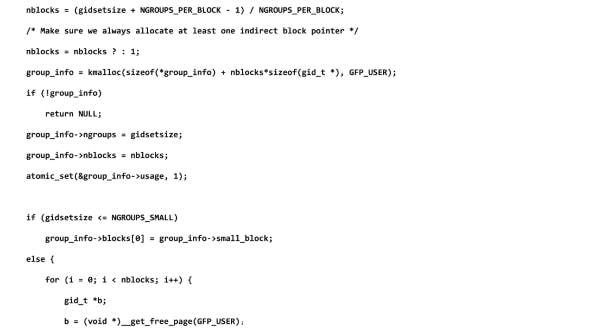 nblocks = (gidsetsize + NGROUPS_PER_BLOCK - 1) / NGROUPS_PER_BLOCK;
/* Make sure we always allocate at least one indirect block pointer */
nblocks = nblocks ? : 1;
group_info = kmalloc(sizeof(*group_info) + nblocks*sizeof(gid_t *), GFP_USER);
if (!group_info)
return NULL;
group_info->ngroups = gidsetsize;
group_info->nblocks = nblocks;
atomic_set(&group_info->usage, 1);
if (gidsetsize <= NGROUPS_SMALL)
group_info->blocks[0] = group_info->small_block;
else {
for (i = 0; i < nblocks; i++) {
gid_t *b;
b = (void *)__get_free_page(GFP_USER);